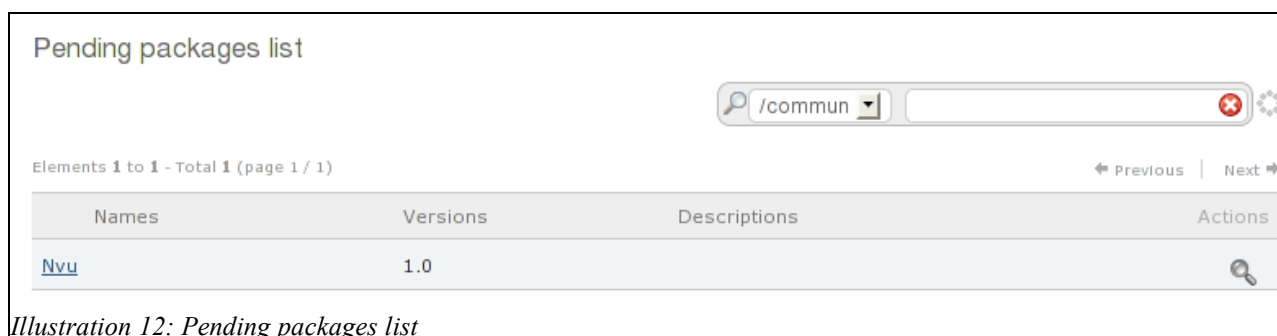 Pending packages list
/commun
Elements 1 to 1 - Total 1 (page 1 / 1)
Previous | Next
Names Versions Descriptions Actions
Nvu 1.0
Illustration 12: Pending packages list